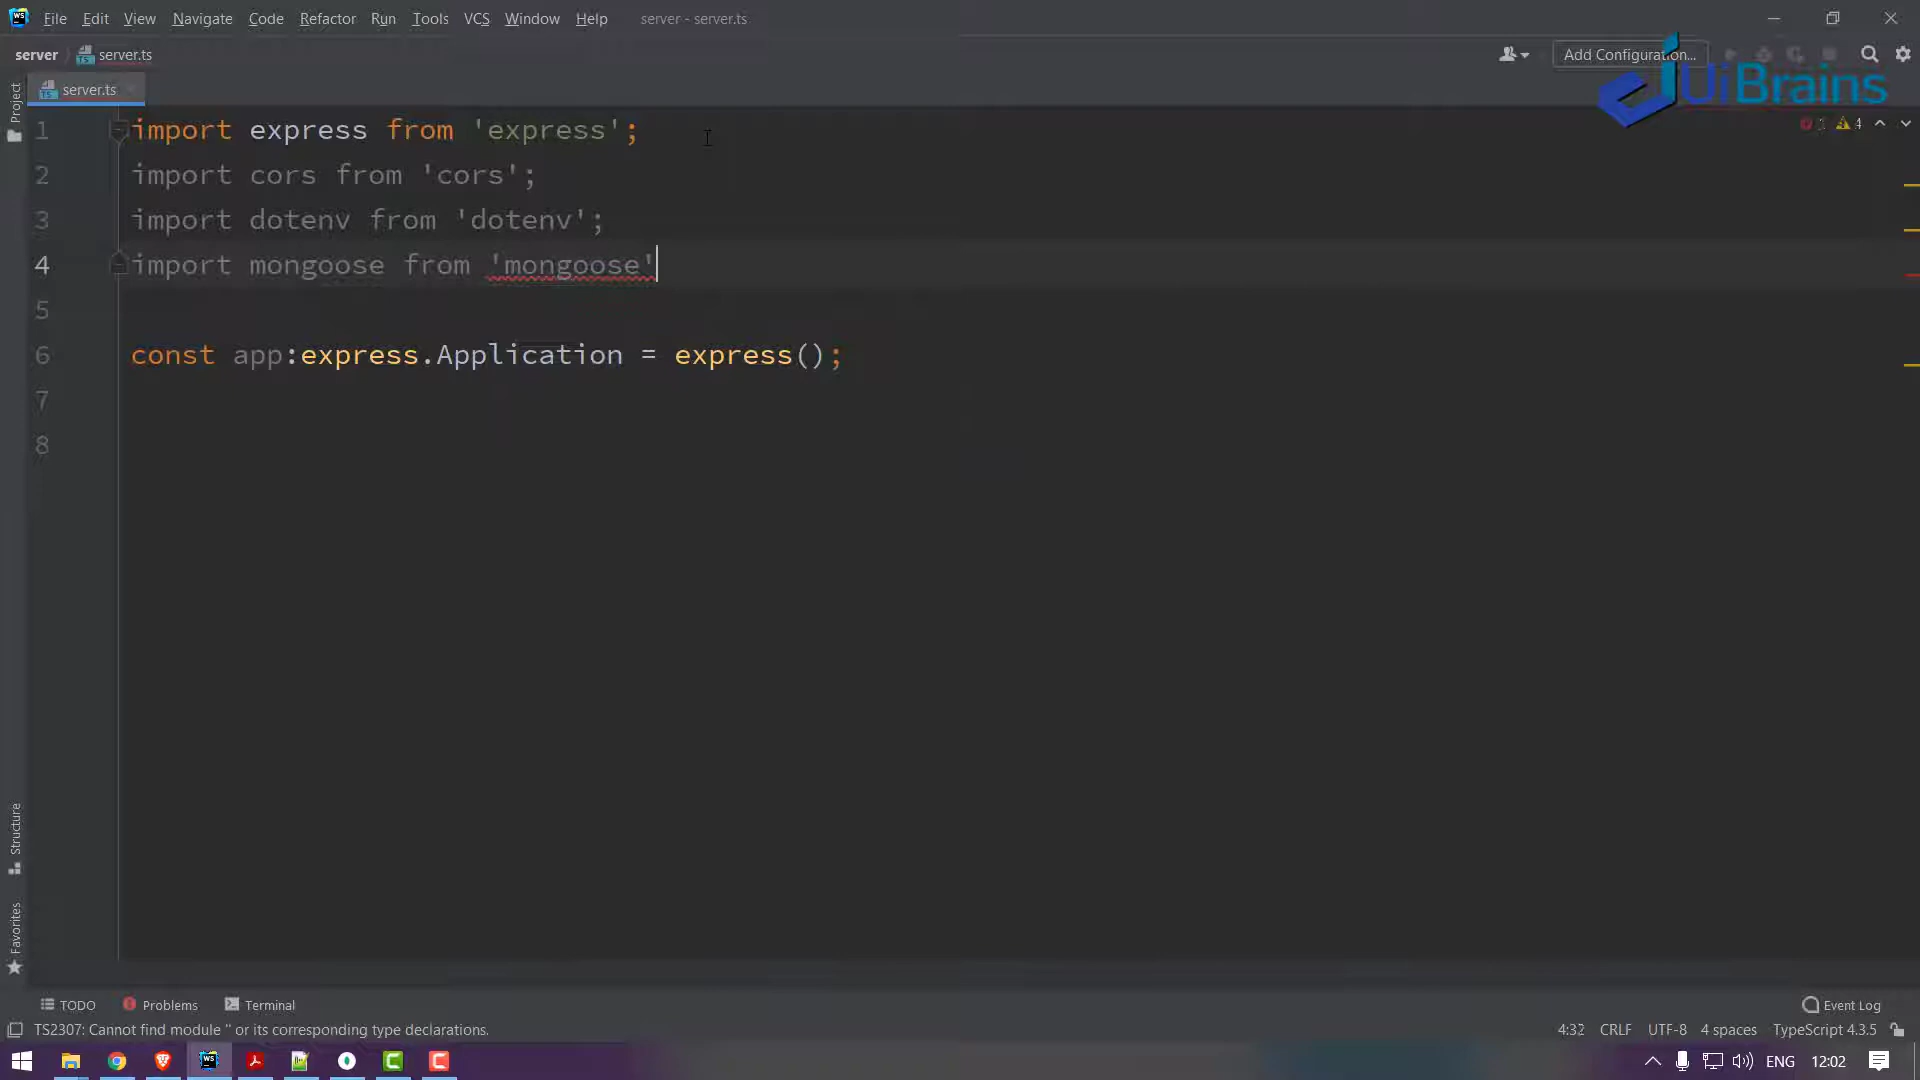 File Edit View Navigate Code Refactor Run Tools VCS Window Help server - server.ts
server server.ts Add Configuration...
UiBrains
Project
server.ts
1 import express from 'express';
2 import cors from 'cors';
3 import dotenv from 'dotenv';
4 import mongoose from 'mongoose'
5
6 const app:express.Application = express();
7
8
4
Structure
Favorites
TODO Problems Terminal Event Log
TS2307: Cannot find module '' or its corresponding type declarations. 4:32 CRLF UTF-8 4 spaces TypeScript 4.3.5
WS ENG 12:02